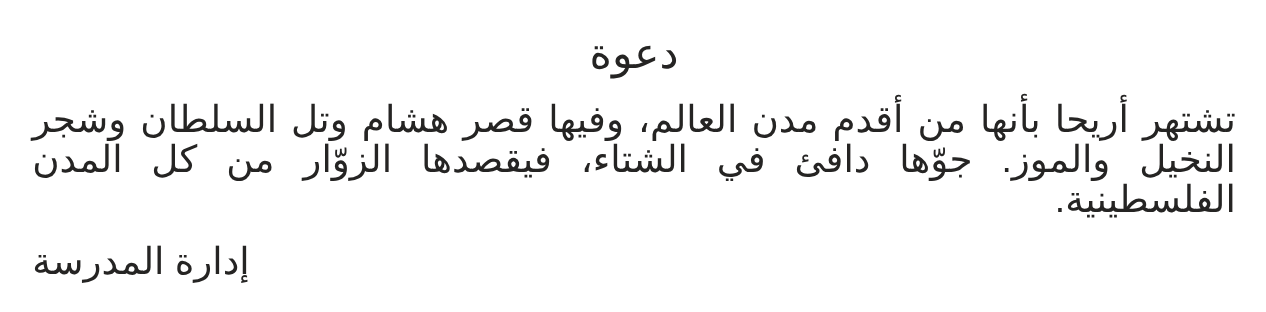 دعوة
تشتهر أريحا بأنها من أقدم مدن العالم، وفيها قصر هشام وتل السلطان وشجر
النخيل والموز. جوّها دافئ في الشتاء، فيقصدها الزوّار من كل المدن
الفلسطينية.
إدارة المدرسة